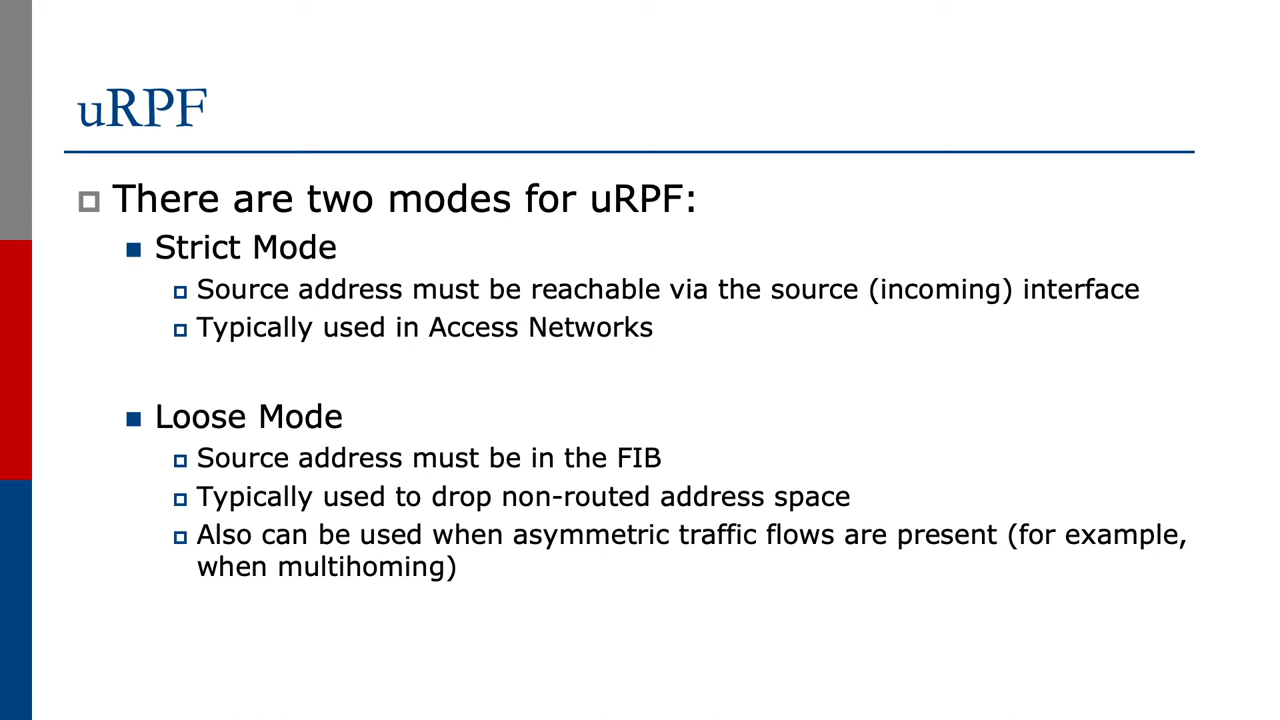 uRPF
There are two modes for uRPF:
Strict Mode
Source address must be reachable via the source (incoming) interface
Typically used in Access Networks
Loose Mode
Source address must be in the FIB
Typically used to drop non-routed address space
Also can be used when asymmetric traffic flows are present (for example,
when multihoming)